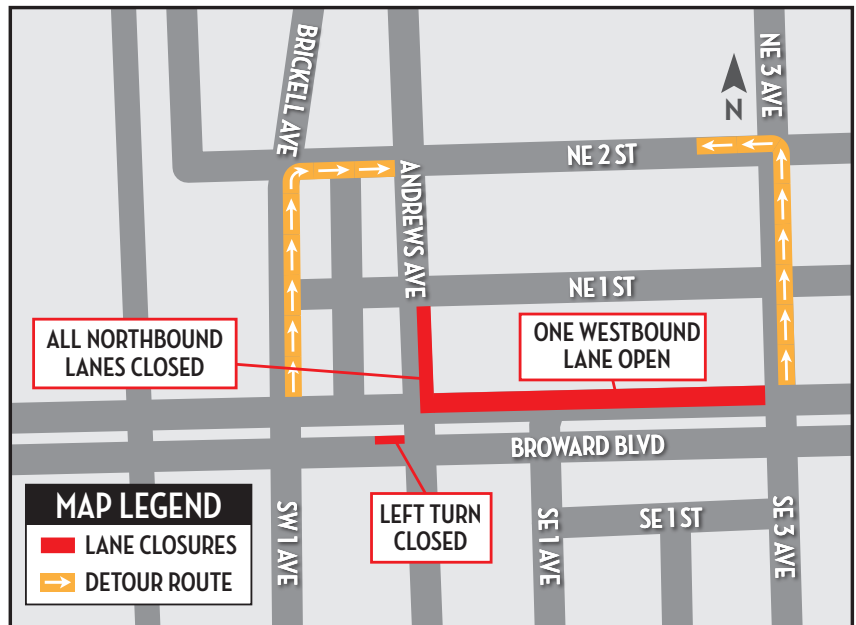 BRICKELL AVE
NE 3 AVE
N
NE 2 ST
ANDREWS AVE
NE 1 ST
ALL NORTHBOUND
LANES CLOSED
ONE WESTBOUND
LANE OPEN
BROWARD BLVD
MAP LEGEND
LANE CLOSURES
DETOUR ROUTE
SW 1 AVE
LEFT TURN
CLOSED
SE 1 AVE
SE 1 ST
SE 3 AVE